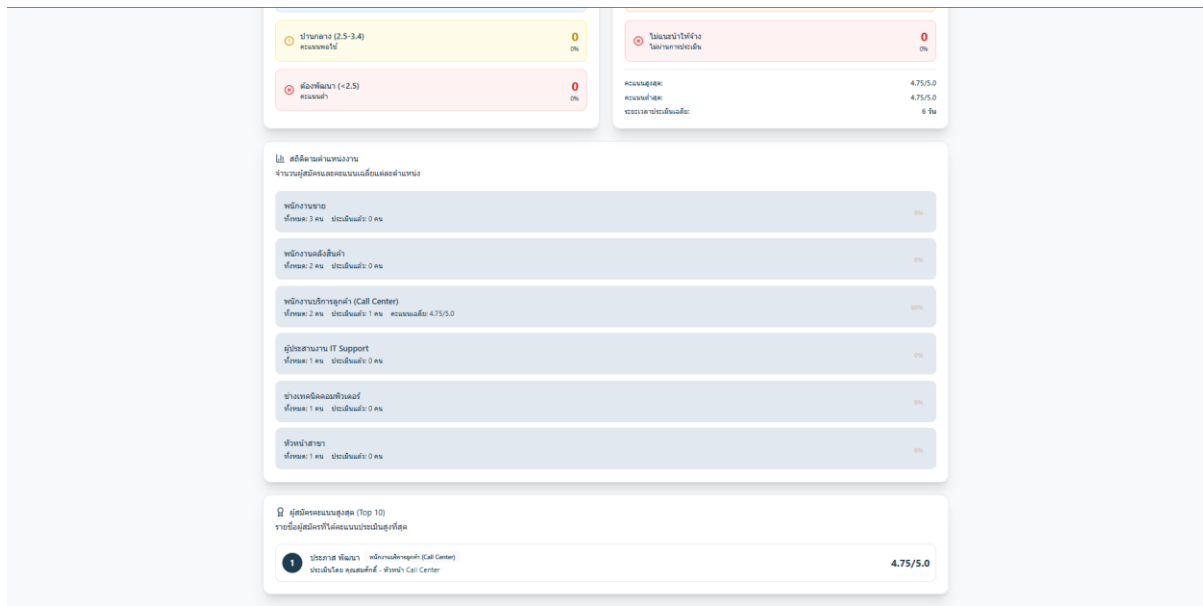 ปานกลาง (2.5-3.4)
คะแนนพอใช้
0
0%
ต้องพัฒนา (<2.5)
คะแนนต่ำ
0
0%
ไม่แนะนำให้จ้าง
ไม่ผ่านการประเมิน
0
0%
คะแนนสูงสุด: 4.75/5.0
คะแนนต่ำสุด: 4.75/5.0
ระยะเวลาประเมินเฉลี่ย: 6 วัน
สถิติตามตำแหน่งงาน
จำนวนผู้สมัครและคะแนนเฉลี่ยแต่ละตำแหน่ง
พนักงานขาย
ทั้งหมด: 3 คน ประเมินแล้ว: 0 คน
0%
พนักงานคลังสินค้า
ทั้งหมด: 2 คน ประเมินแล้ว: 0 คน
0%
พนักงานบริการลูกค้า (Call Center)
ทั้งหมด: 2 คน ประเมินแล้ว: 1 คน คะแนนเฉลี่ย: 4.75/5.0
50%
ผู้ประสานงาน IT Support
ทั้งหมด: 1 คน ประเมินแล้ว: 0 คน
0%
ช่างเทคนิคคอมพิวเตอร์
ทั้งหมด: 1 คน ประเมินแล้ว: 0 คน
0%
หัวหน้าสาขา
ทั้งหมด: 1 คน ประเมินแล้ว: 0 คน
0%
ผู้สมัครคะแนนสูงสุด (Top 10)
รายชื่อผู้สมัครที่ได้คะแนนประเมินสูงที่สุด
1
ประภาส พัฒนา พนักงานบริการลูกค้า (Call Center)
ประเมินโดย คุณสมศักดิ์ - หัวหน้า Call Center
4.75/5.0